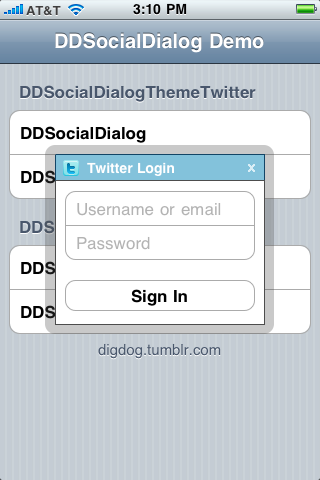 AT&T 3:10 PM
DDSocialDialog Demo
DDSocialDialogThemeTwitter
DDSocialDialog
Twitter Login x
DDS
Username or email
DDS
Password
DDS
Sign In
DDS
digdog.tumblr.com